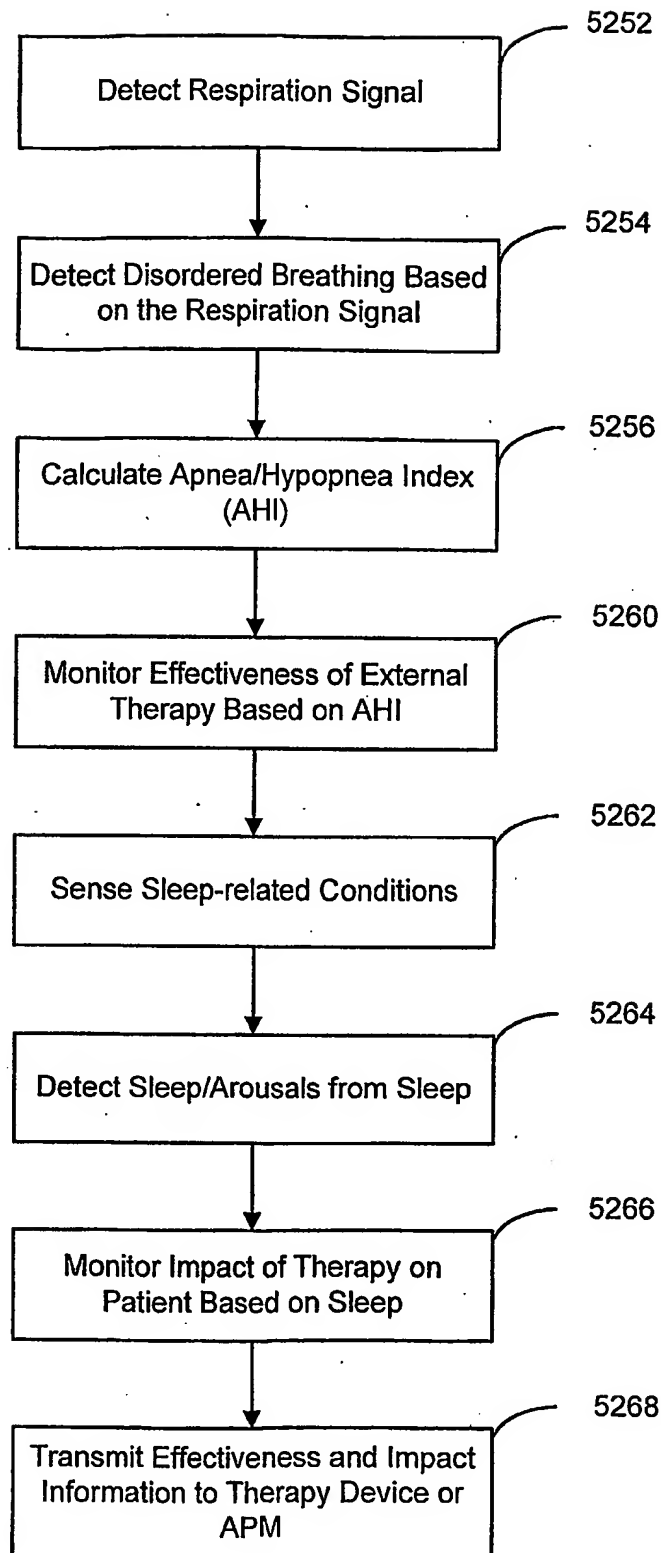 5252
Detect Respiration Signal
5254
Detect Disordered Breathing Based
on the Respiration Signal
5256
Calculate Apnea/Hypopnea Index
(AHI)
5260
Monitor Effectiveness of External
Therapy Based on AHI
5262
Sense Sleep-related Conditions
5264
Detect Sleep/Arousals from Sleep
5266
Monitor Impact of Therapy on
Patient Based on Sleep
5268
Transmit Effectiveness and Impact
Information to Therapy Device or
APM